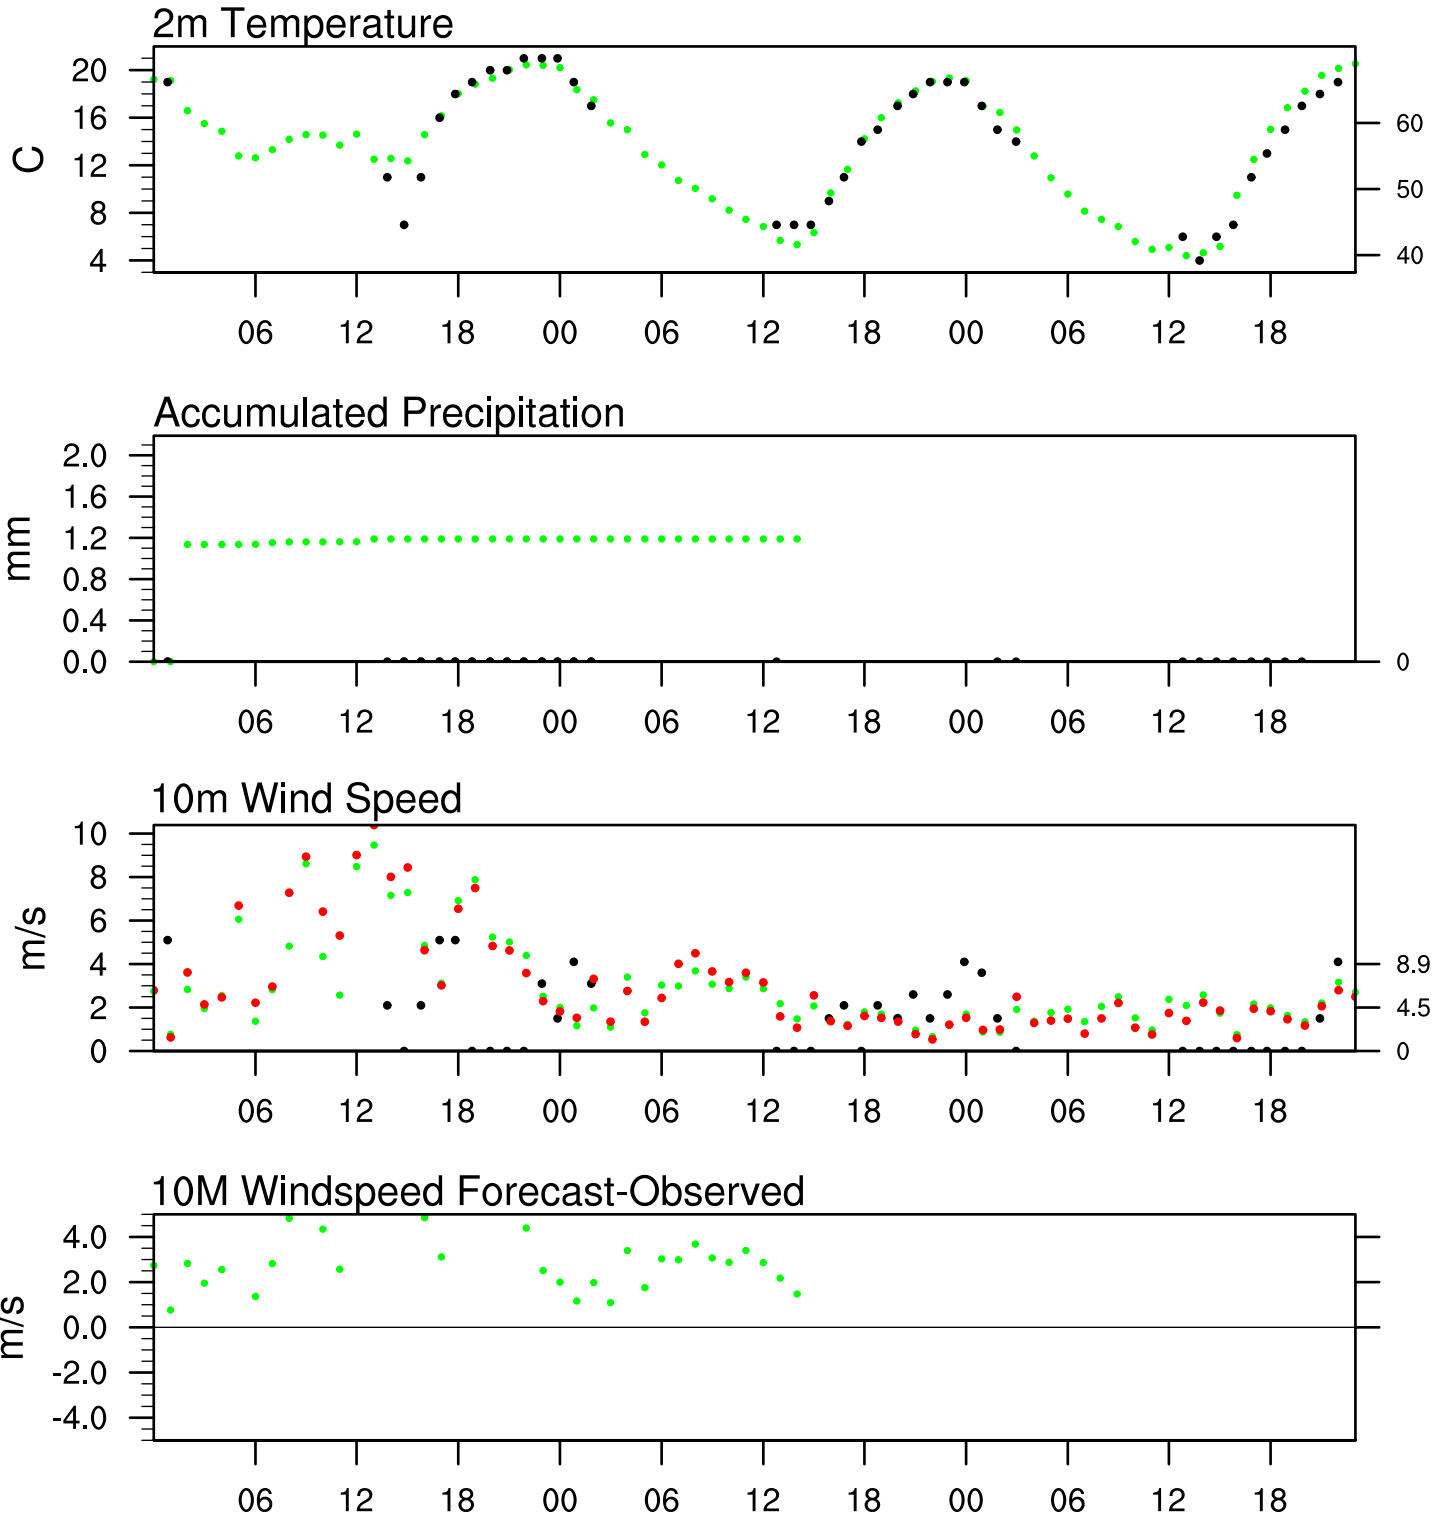 2m Temperature
C
20
16
12
8
4
60
50
40
06 12 18 00 06 12 18 00 06 12 18
Accumulated Precipitation
mm
2.0
1.6
1.2
0.8
0.4
0.0
0
06 12 18 00 06 12 18 00 06 12 18
10m Wind Speed
m/s
10
8
6
4
2
0
8.9
4.5
0
06 12 18 00 06 12 18 00 06 12 18
10M Windspeed Forecast-Observed
m/s
4.0
2.0
0.0
-2.0
-4.0
06 12 18 00 06 12 18 00 06 12 18